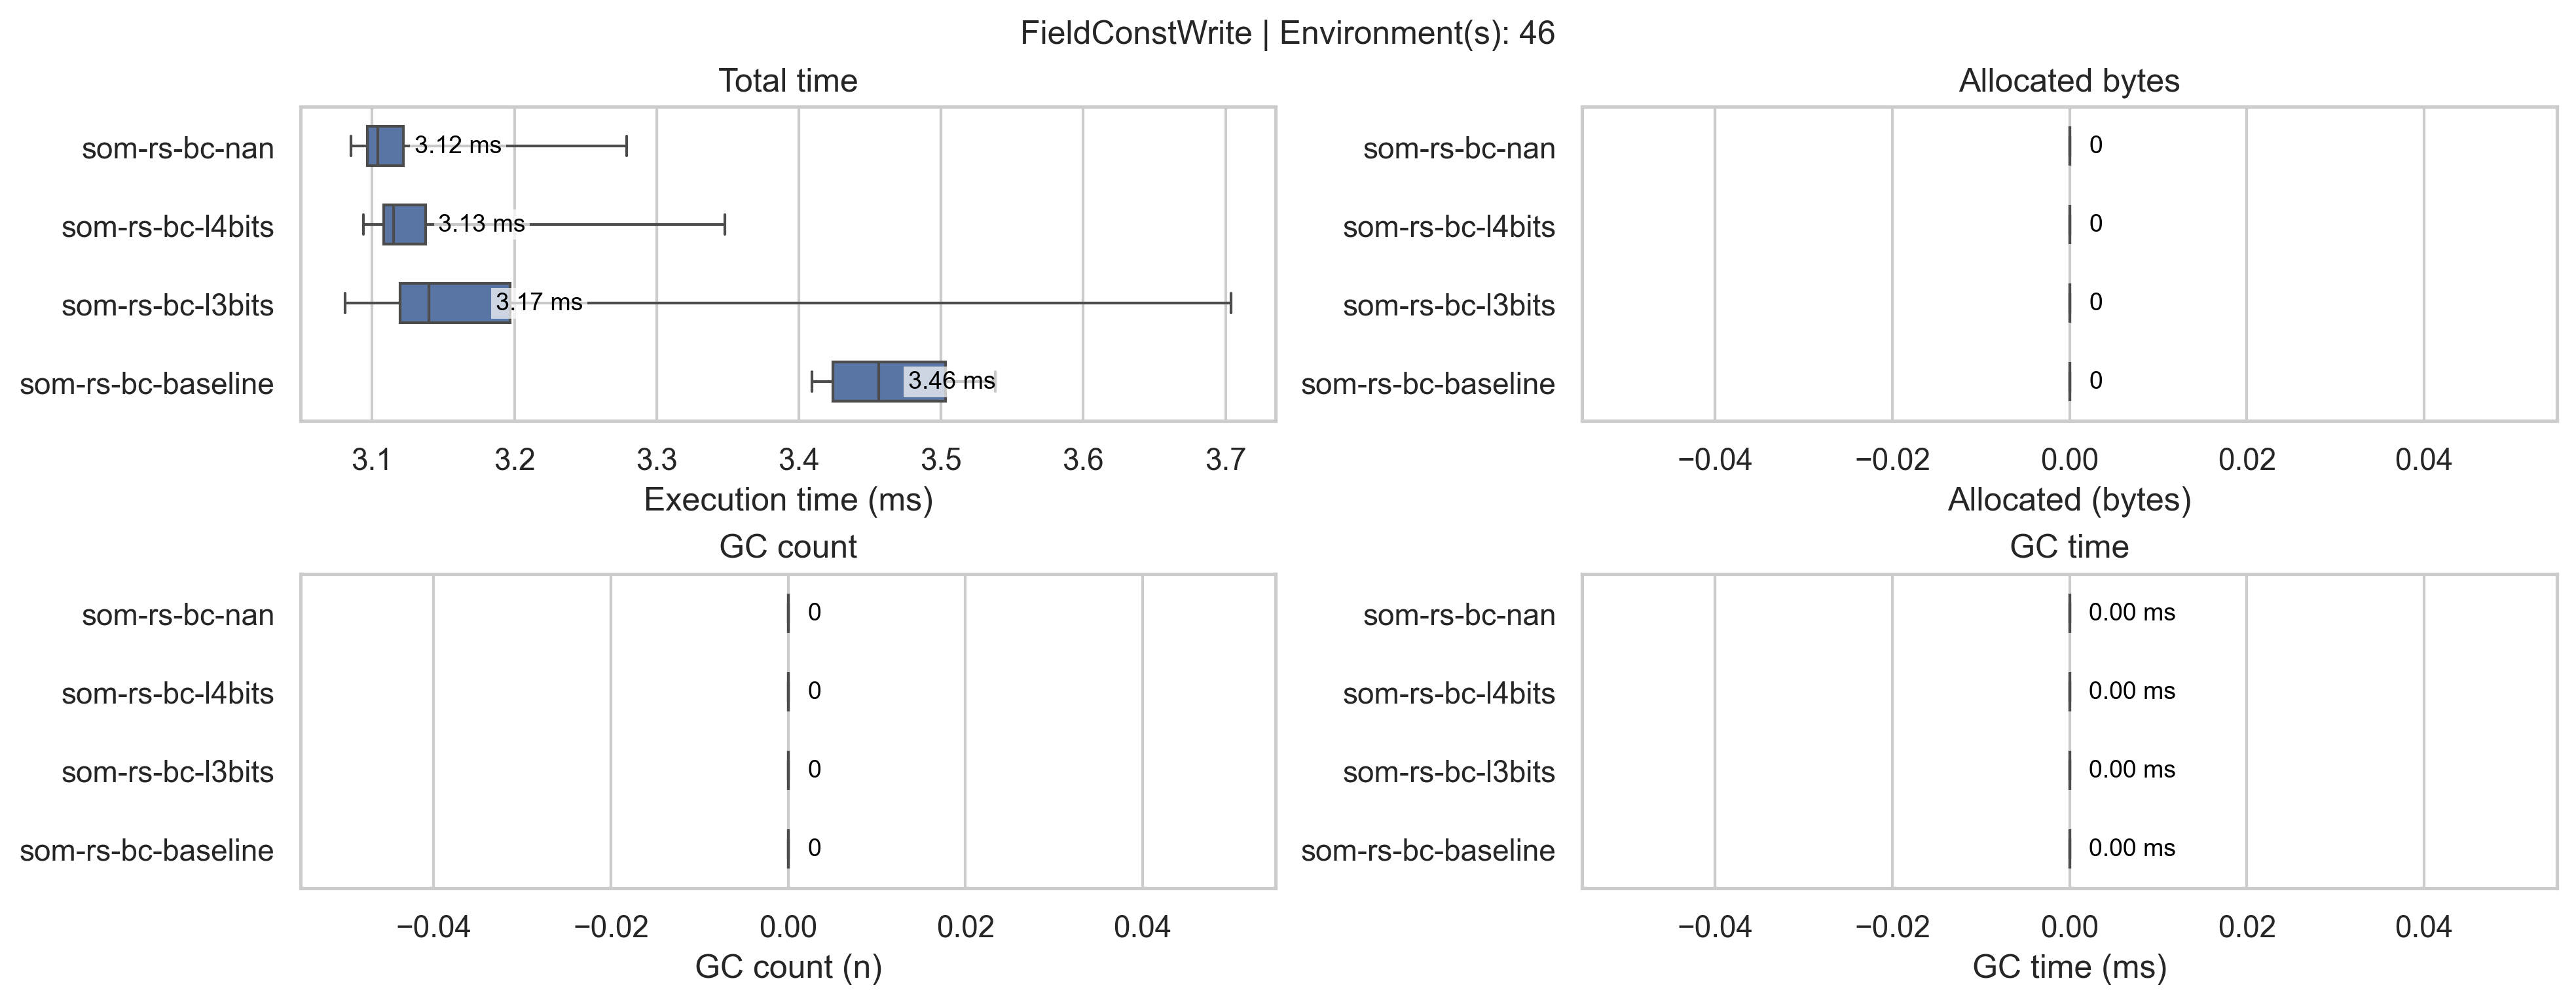 FieldConstWrite | Environment(s): 46
Total time
som-rs-bc-nan
3.12 ms
som-rs-bc-l4bits
3.13 ms
som-rs-bc-l3bits
3.17 ms
som-rs-bc-baseline
3.46 ms
3.1 3.2 3.3 3.4 3.5 3.6 3.7
Execution time (ms)
Allocated bytes
som-rs-bc-nan
0
som-rs-bc-l4bits
0
som-rs-bc-l3bits
0
som-rs-bc-baseline
0
−0.04 −0.02 0.00 0.02 0.04
Allocated (bytes)
GC count
som-rs-bc-nan
0
som-rs-bc-l4bits
0
som-rs-bc-l3bits
0
som-rs-bc-baseline
0
−0.04 −0.02 0.00 0.02 0.04
GC count (n)
GC time
som-rs-bc-nan
0.00 ms
som-rs-bc-l4bits
0.00 ms
som-rs-bc-l3bits
0.00 ms
som-rs-bc-baseline
0.00 ms
−0.04 −0.02 0.00 0.02 0.04
GC time (ms)